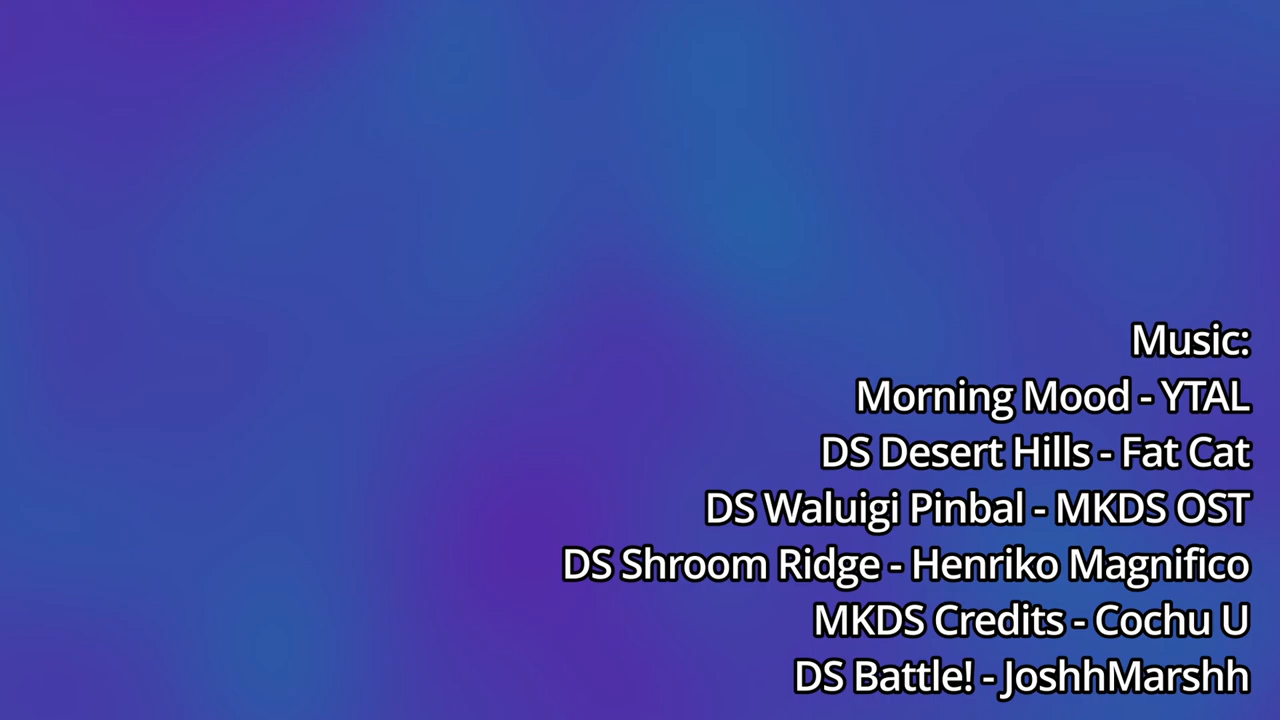 Music:
Morning Mood - YTAL
DS Desert Hills - Fat Cat
DS Waluigi Pinbal - MKDS OST
DS Shroom Ridge - Henriko Magnifico
MKDS Credits - Cochu U
DS Battle! - JoshhMarshh